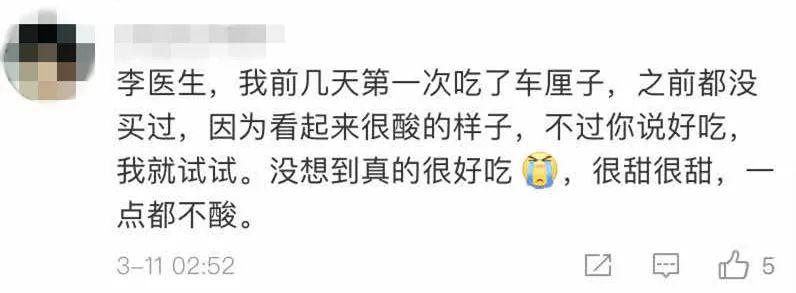 李医生，我前几天第一次吃了车厘子，之前都没
买过，因为看起来很酸的样子，不过你说好吃，
我就试试。没想到真的很好吃😭，很甜很甜，一
点都不酸。
3-11 02:52
5